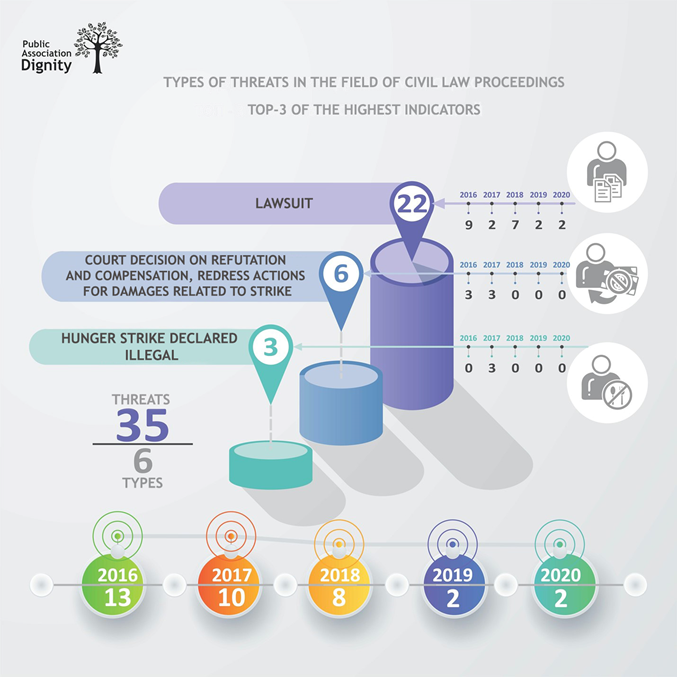 Public
Association
Dignity
TYPES OF THREATS IN THE FIELD OF CIVIL LAW PROCEEDINGS
TOP-3 OF THE HIGHEST INDICATORS
LAWSUIT
22
2016 2017 2018 2019 2020
9 2 7 2 2
COURT DECISION ON REFUTATION
AND COMPENSATION, REDRESS ACTIONS
FOR DAMAGES RELATED TO STRIKE
6
2016 2017 2018 2019 2020
3 3 0 0 0
HUNGER STRIKE DECLARED
ILLEGAL
3
2016 2017 2018 2019 2020
0 3 0 0 0
THREATS
35
6
TYPES
2016 2017 2018 2019 2020
13 10 8 2 2